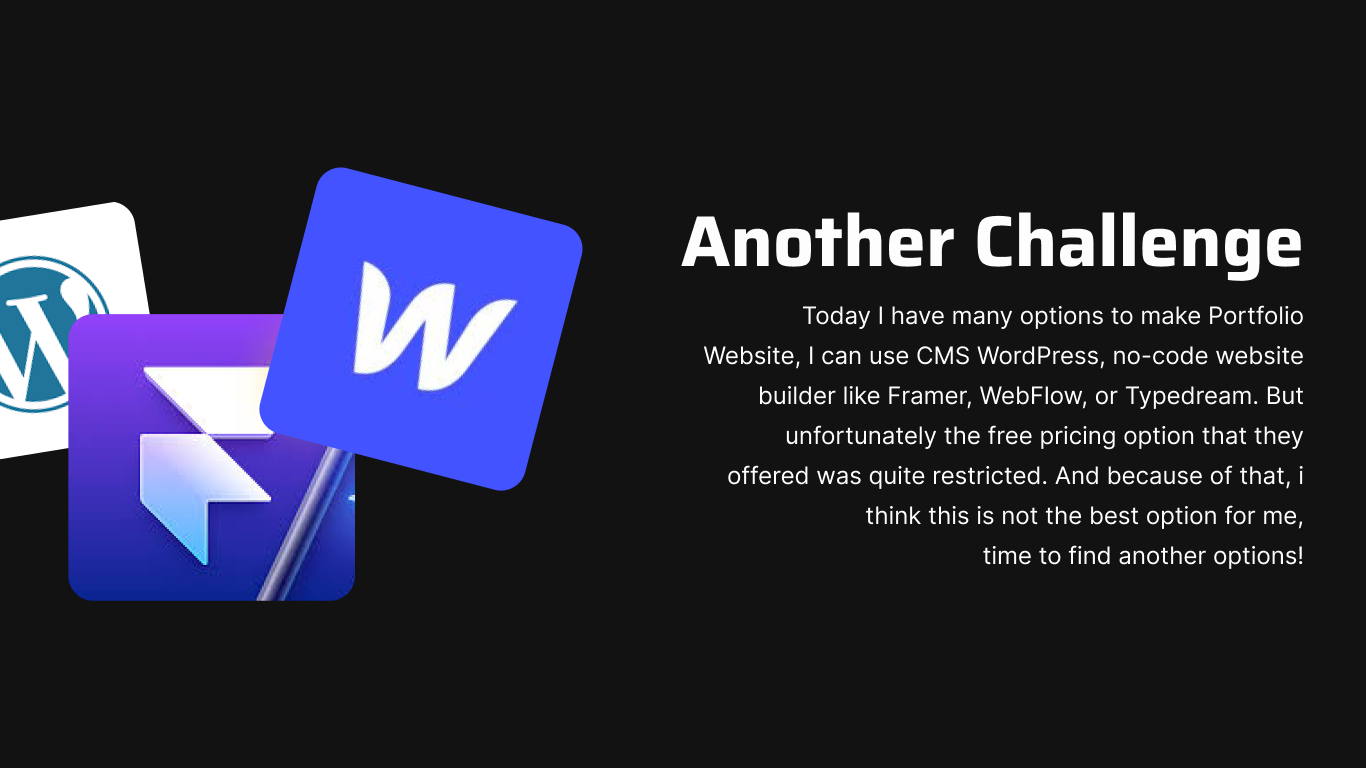 Another Challenge
Today I have many options to make Portfolio
Website, I can use CMS WordPress, no-code website
builder like Framer, WebFlow, or Typedream. But
unfortunately the free pricing option that they
offered was quite restricted. And because of that, i
think this is not the best option for me,
time to find another options!